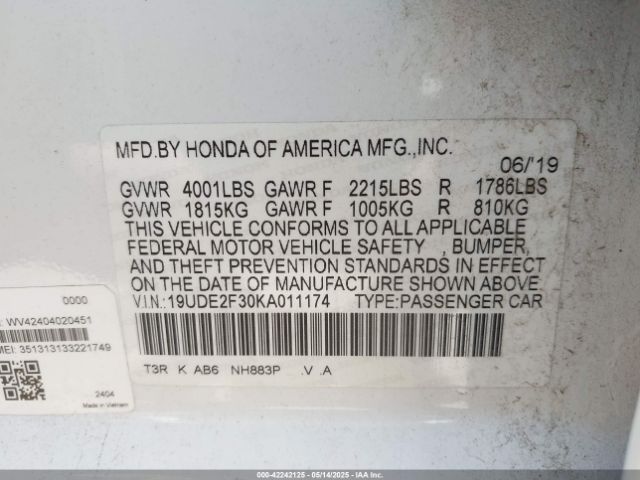 MFD.BY HONDA OF AMERICA MFG.,INC.
06/'19
GVWR 4001LBS GAWR F 2215LBS R 1786LBS
GVWR 1815KG GAWR F 1005KG R 810KG
THIS VEHICLE CONFORMS TO ALL APPLICABLE
FEDERAL MOTOR VEHICLE SAFETY , BUMPER,
AND THEFT PREVENTION STANDARDS IN EFFECT
ON THE DATE OF MANUFACTURE SHOWN ABOVE.
V.I.N.:19UDE2F30KA011174 TYPE:PASSENGER CAR
T3R K AB6 NH883P .V .A
0000
: WV42404020451
MEI: 351313133221749
2404
Made in Vietnam
000-42242125 - 05/14/2025 - IAA Inc. - Copart